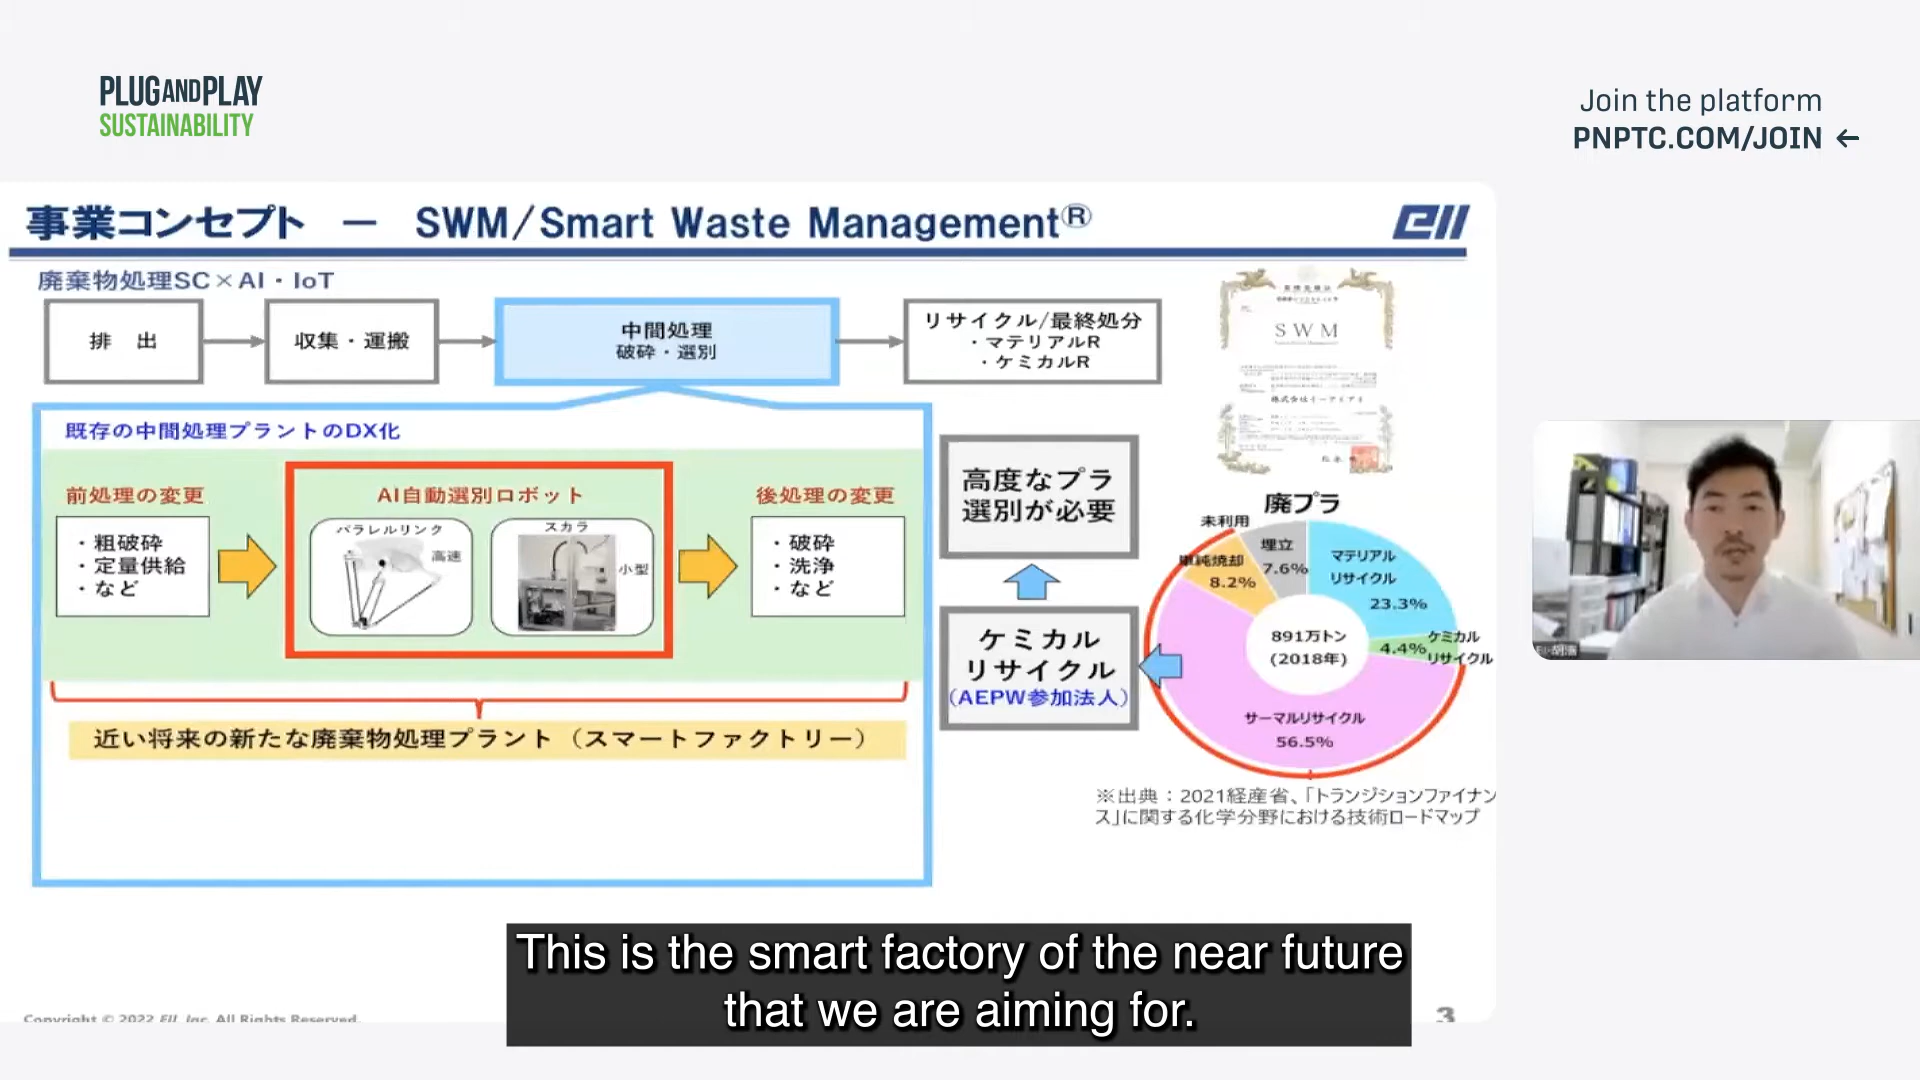 PLUGANDPLAY
SUSTAINABILITY
Join the platform
PNPTC.COM/JOIN ←
事業コンセプト － SWM/Smart Waste Management®
EII
廃棄物処理SC×AI・IoT
排 出
収集・運搬
中間処理
破砕・選別
リサイクル/最終処分
・マテリアルR
・ケミカルR
SWM
株式会社イーアイアイ
既存の中間処理プラントのDX化
前処理の変更
・粗破砕
・定量供給
・など
AI自動選別ロボット
パラレルリンク
高速
スカラ
小型
後処理の変更
・破砕
・洗浄
・など
近い将来の新たな廃棄物処理プラント（スマートファクトリー）
高度なプラ
選別が必要
ケミカル
リサイクル
（AEPW参加法人）
廃プラ
未利用
単純焼却
8.2%
埋立
7.6%
マテリアル
リサイクル
23.3%
ケミカル
リサイクル
4.4%
891万トン
(2018年)
サーマルリサイクル
56.5%
※出典：2021経産省、「トランジションファイナン
ス」に関する化学分野における技術ロードマップ
This is the smart factory of the near future
that we are aiming for.
Copyright © 2022 EII, Inc. All Rights Reserved.
3